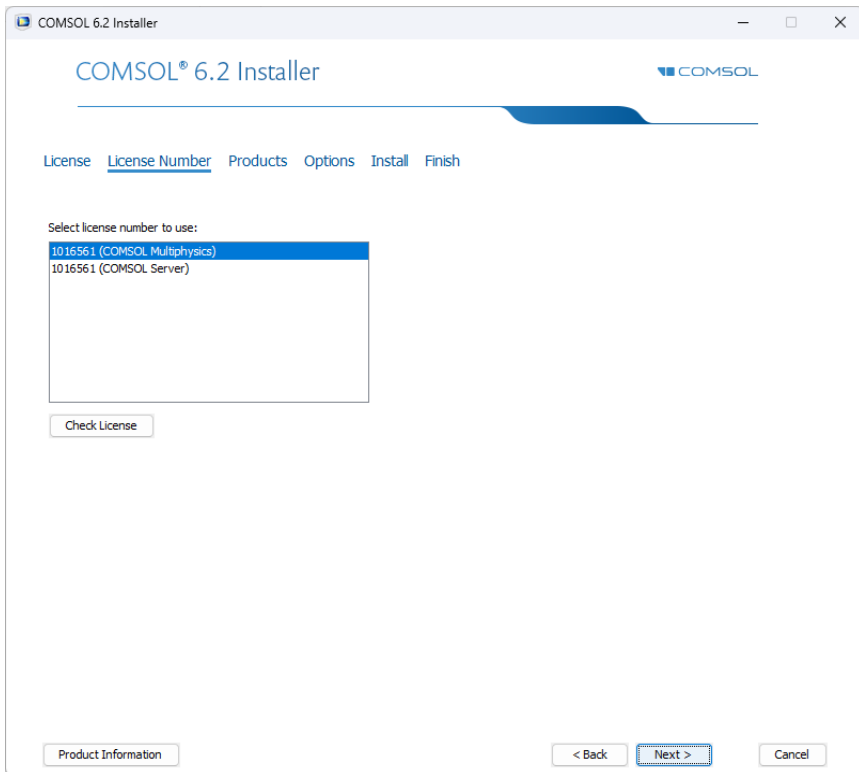 COMSOL 6.2 Installer
COMSOL® 6.2 Installer
COMSOL
License License Number Products Options Install Finish
Select license number to use:
1016561 (COMSOL Multiphysics)
1016561 (COMSOL Server)
Check License
Product Information < Back Next > Cancel